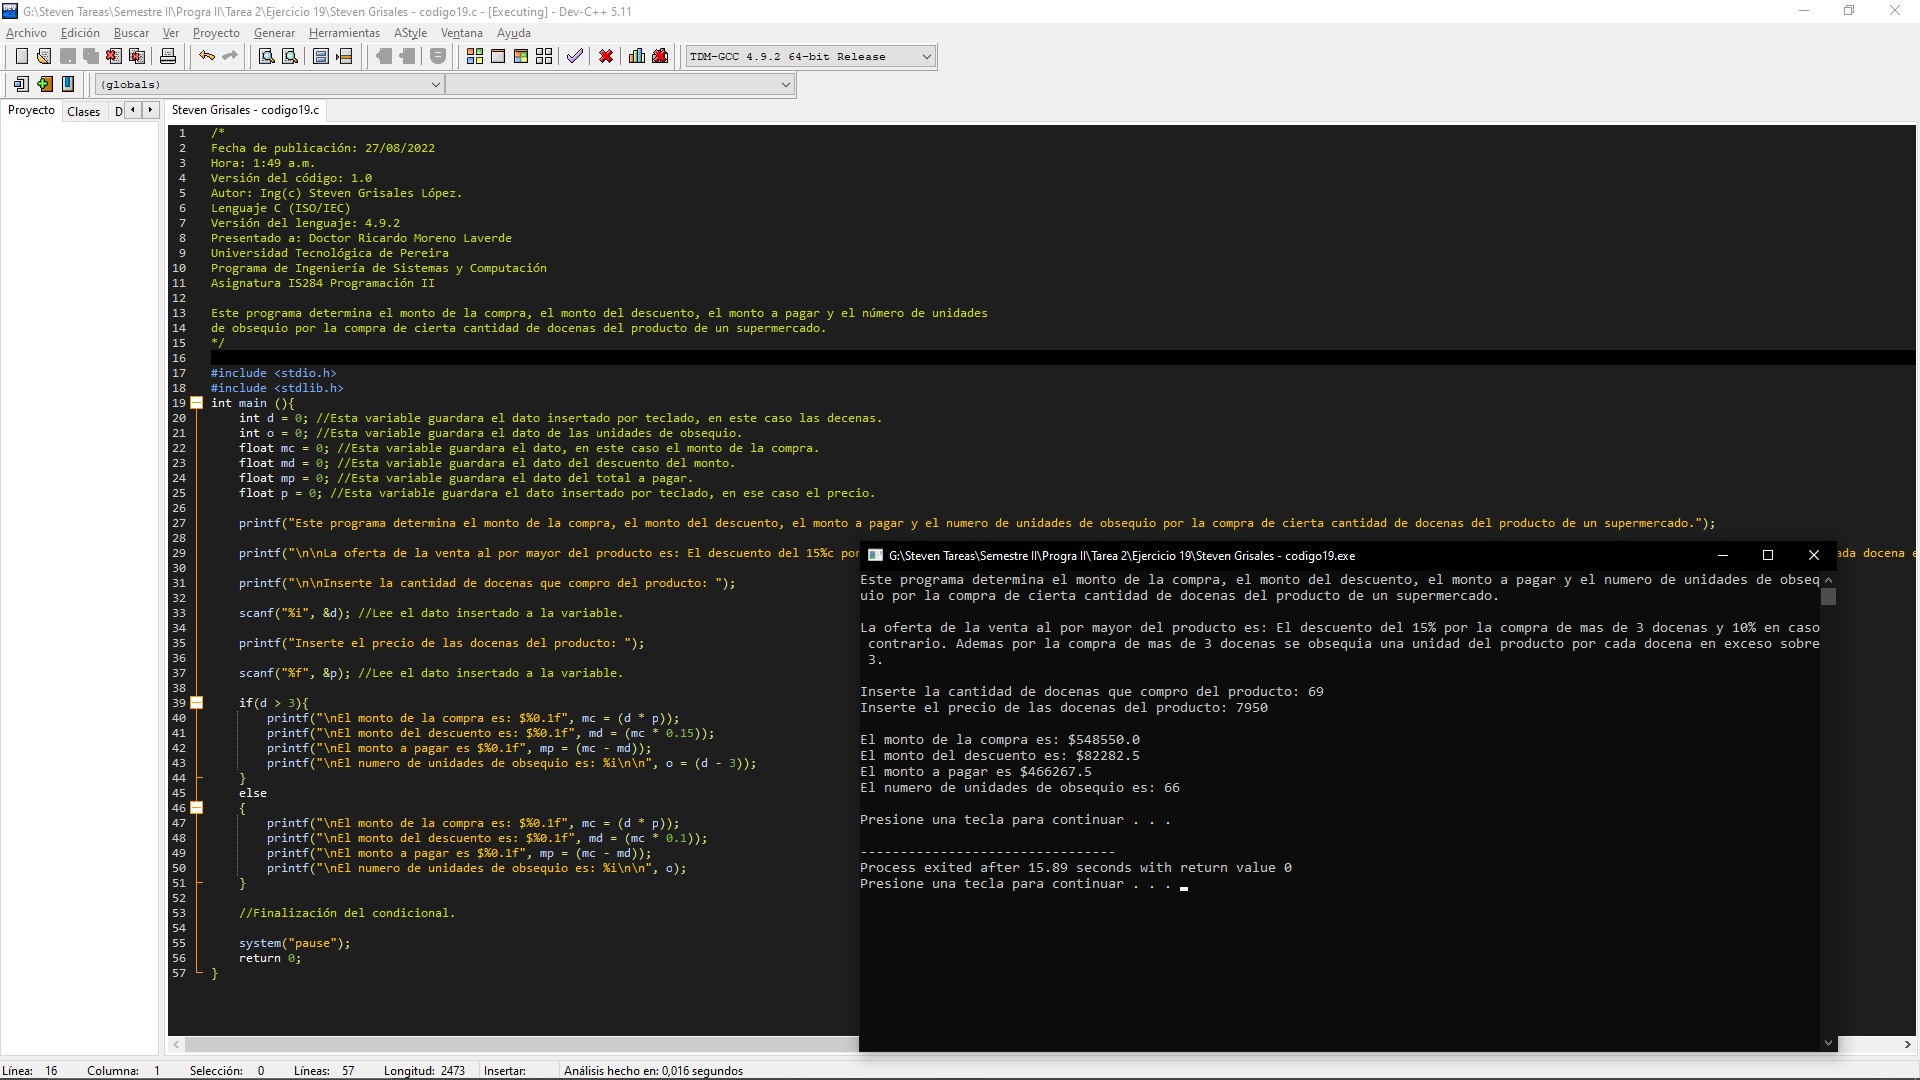 G:\Steven Tareas\Semestre II\Progra II\Tarea 2\Ejercicio 19\Steven Grisales - codigo19.c - [Executing] - Dev-C++ 5.11
Archivo Edición Buscar Ver Proyecto Generar Herramientas AStyle Ventana Ayuda
TDM-GCC 4.9.2 64-bit Release
(globals)
Proyecto Clases D
Steven Grisales - codigo19.c
1 /*
2 Fecha de publicación: 27/08/2022
3 Hora: 1:49 a.m.
4 Versión del código: 1.0
5 Autor: Ing(c) Steven Grisales López.
6 Lenguaje C (ISO/IEC)
7 Versión del lenguaje: 4.9.2
8 Presentado a: Doctor Ricardo Moreno Laverde
9 Universidad Tecnológica de Pereira
10 Programa de Ingeniería de Sistemas y Computación
11 Asignatura IS284 Programación II
12
13 Este programa determina el monto de la compra, el monto del descuento, el monto a pagar y el número de unidades
14 de obsequio por la compra de cierta cantidad de docenas del producto de un supermercado.
15 */
16
17 #include <stdio.h>
18 #include <stdlib.h>
19 int main (){
20 int d = 0; //Esta variable guardara el dato insertado por teclado, en este caso las decenas.
21 int o = 0; //Esta variable guardara el dato de las unidades de obsequio.
22 float mc = 0; //Esta variable guardara el dato, en este caso el monto de la compra.
23 float md = 0; //Esta variable guardara el dato del descuento del monto.
24 float mp = 0; //Esta variable guardara el dato del total a pagar.
25 float p = 0; //Esta variable guardara el dato insertado por teclado, en ese caso el precio.
26
27 printf("Este programa determina el monto de la compra, el monto del descuento, el monto a pagar y el numero de unidades de obsequio por la compra de cierta cantidad de docenas del producto de un supermercado.");
28
29 printf("\n\nLa oferta de la venta al por mayor del producto es: El descuento del 15%c por ada docena e
30
31 printf("\n\nInserte la cantidad de docenas que compro del producto: ");
32
33 scanf("%i", &d); //Lee el dato insertado a la variable.
34
35 printf("Inserte el precio de las docenas del producto: ");
36
37 scanf("%f", &p); //Lee el dato insertado a la variable.
38
39 if(d > 3){
40 printf("\nEl monto de la compra es: $%0.1f", mc = (d * p));
41 printf("\nEl monto del descuento es: $%0.1f", md = (mc * 0.15));
42 printf("\nEl monto a pagar es $%0.1f", mp = (mc - md));
43 printf("\nEl numero de unidades de obsequio es: %i\n\n", o = (d - 3));
44 }
45 else
46 {
47 printf("\nEl monto de la compra es: $%0.1f", mc = (d * p));
48 printf("\nEl monto del descuento es: $%0.1f", md = (mc * 0.1));
49 printf("\nEl monto a pagar es $%0.1f", mp = (mc - md));
50 printf("\nEl numero de unidades de obsequio es: %i\n\n", o);
51 }
52
53 //Finalización del condicional.
54
55 system("pause");
56 return 0;
57 }
G:\Steven Tareas\Semestre II\Progra II\Tarea 2\Ejercicio 19\Steven Grisales - codigo19.exe
Este programa determina el monto de la compra, el monto del descuento, el monto a pagar y el numero de unidades de obseq
uio por la compra de cierta cantidad de docenas del producto de un supermercado.
La oferta de la venta al por mayor del producto es: El descuento del 15% por la compra de mas de 3 docenas y 10% en caso
contrario. Ademas por la compra de mas de 3 docenas se obsequia una unidad del producto por cada docena en exceso sobre
3.
Inserte la cantidad de docenas que compro del producto: 69
Inserte el precio de las docenas del producto: 7950
El monto de la compra es: $548550.0
El monto del descuento es: $82282.5
El monto a pagar es $466267.5
El numero de unidades de obsequio es: 66
Presione una tecla para continuar . . .
--------------------------------
Process exited after 15.89 seconds with return value 0
Presione una tecla para continuar . . .
Línea: 16 Columna: 1 Selección: 0 Líneas: 57 Longitud: 2473 Insertar: Análisis hecho en: 0,016 segundos